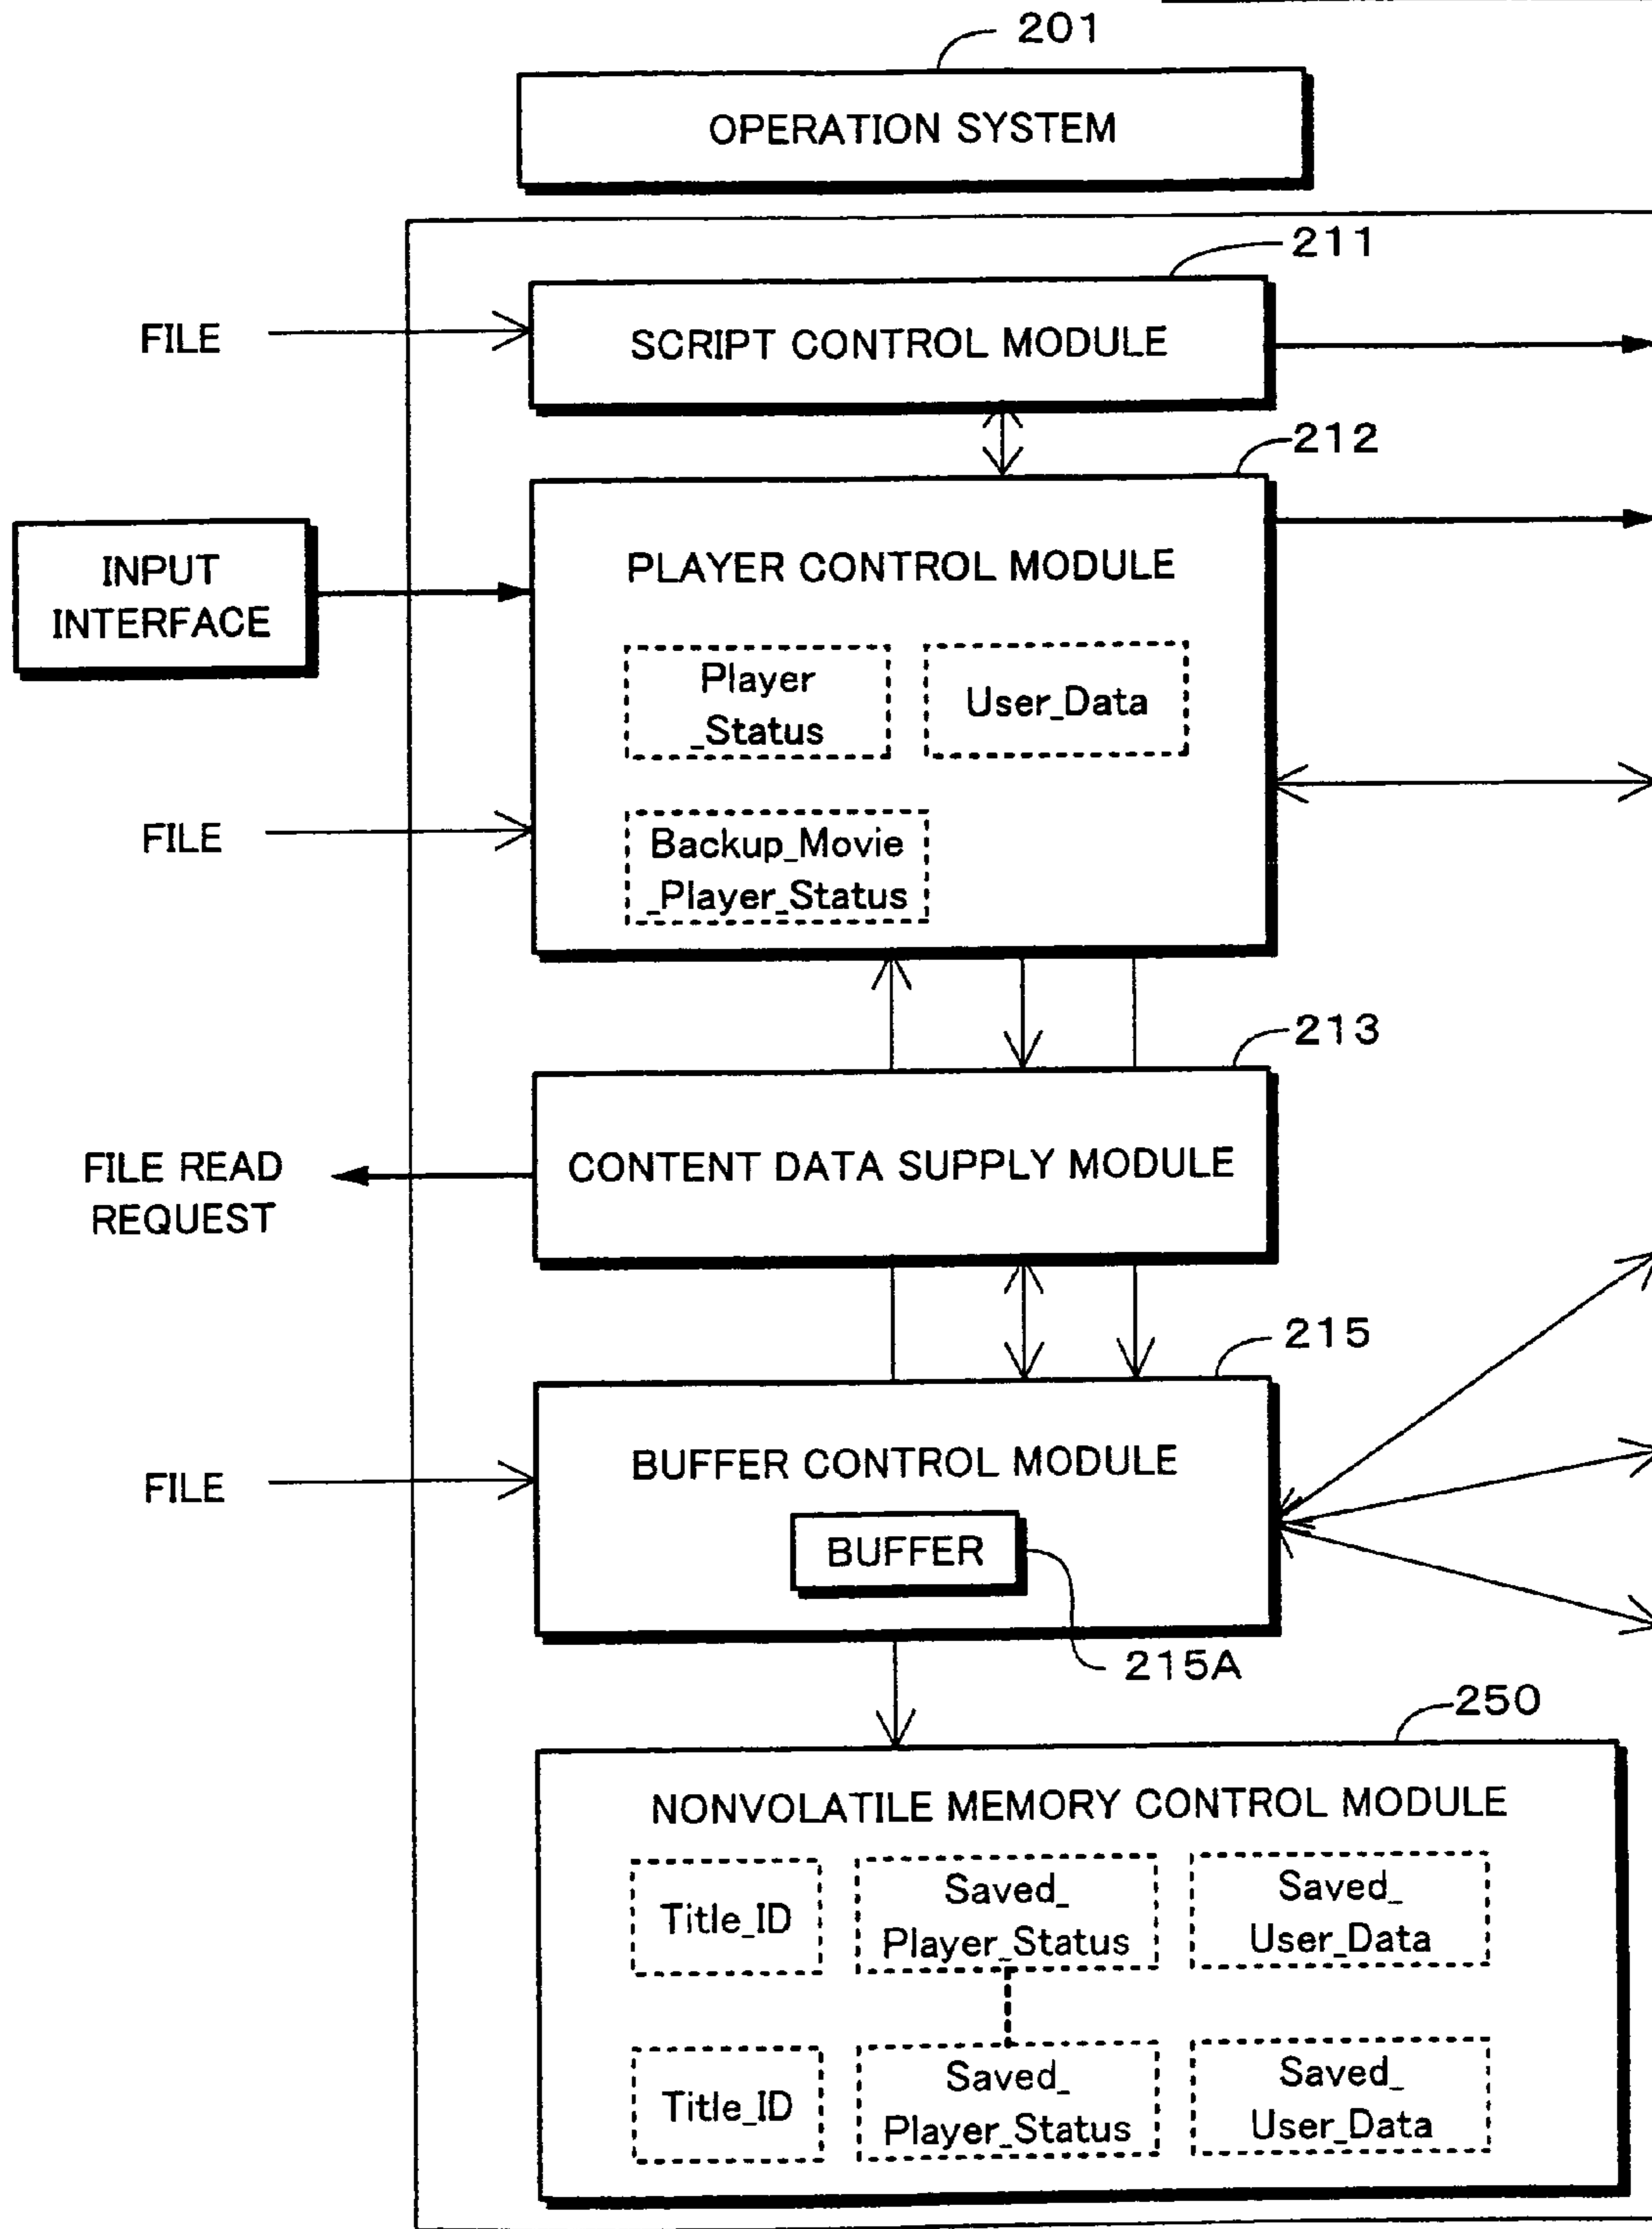 201
OPERATION SYSTEM
211
FILE
SCRIPT CONTROL MODULE
212
INPUT
INTERFACE
PLAYER CONTROL MODULE
Player
_Status
User_Data
FILE
Backup_Movie
_Player_Status
213
FILE READ
REQUEST
CONTENT DATA SUPPLY MODULE
215
BUFFER CONTROL MODULE
FILE
BUFFER
215A
250
NONVOLATILE MEMORY CONTROL MODULE
Title_ID
Saved_
Player_Status
Saved_
User_Data
Title_ID
Saved_
Player_Status
Saved_
User_Data